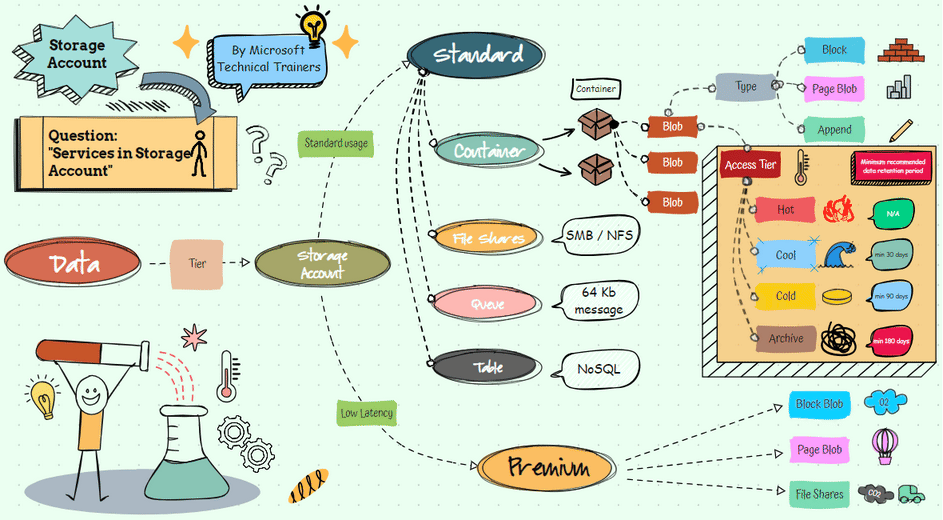 Storage
Account
By Microsoft
Technical Trainers
Question:
"Services in Storage
Account"
Data
Tier
Storage
Account
Standard usage
Low Latency
Standard
Container
File Shares
SMB / NFS
Queue
64 Kb
message
Table
NoSQL
Container
Blob
Blob
Blob
Type
Block
Page Blob
Append
Access Tier
Minimum recommended
data retention period
Hot
N/A
Cool
min 30 days
Cold
min 90 days
Archive
min 180 days
Premium
Block Blob
O2
Page Blob
File Shares
CO2